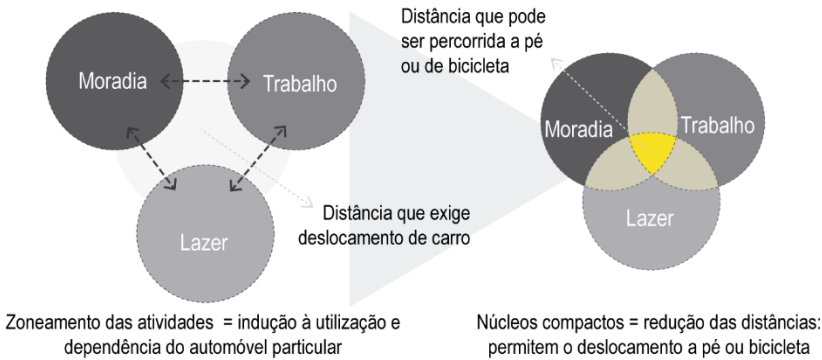 Moradia
Trabalho
Lazer
Distância que exige
deslocamento de carro
Zoneamento das atividades = indução à utilização e
dependência do automóvel particular
Distância que pode
ser percorrida a pé
ou de bicicleta
Moradia
Trabalho
Lazer
Núcleos compactos = redução das distâncias:
permitem o deslocamento a pé ou bicicleta